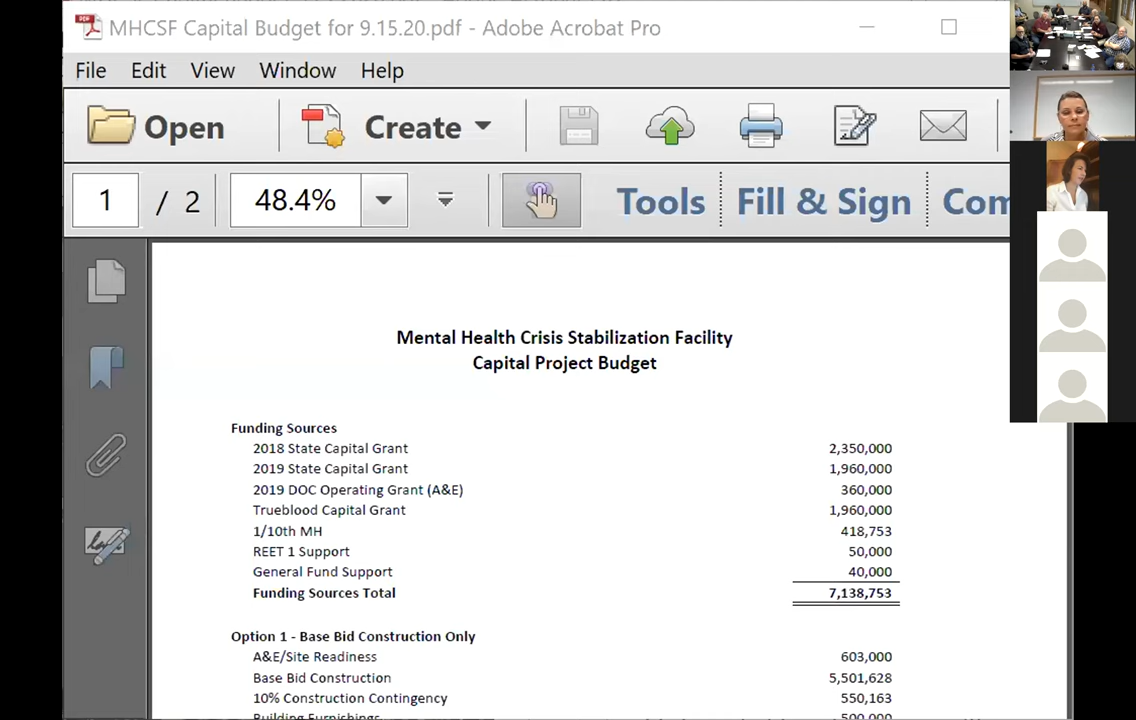 MHCSF Capital Budget for 9.15.20.pdf - Adobe Acrobat Pro
File Edit View Window Help
Open Create
1 / 2 48.4% Tools Fill & Sign Com
Mental Health Crisis Stabilization Facility
Capital Project Budget
Funding Sources
2018 State Capital Grant 2,350,000
2019 State Capital Grant 1,960,000
2019 DOC Operating Grant (A&E) 360,000
Trueblood Capital Grant 1,960,000
1/10th MH 418,753
REET 1 Support 50,000
General Fund Support 40,000
Funding Sources Total 7,138,753
Option 1 - Base Bid Construction Only
A&E/Site Readiness 603,000
Base Bid Construction 5,501,628
10% Construction Contingency 550,163
Building Furnishings 500,000